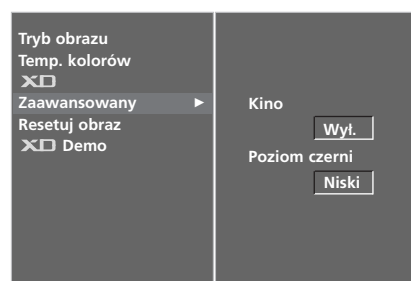 Tryb obrazu
Temp. kolorów
XD
Zaawansowany
Resetuj obraz
XD Demo
Kino
Wył.
Poziom czerni
Niski